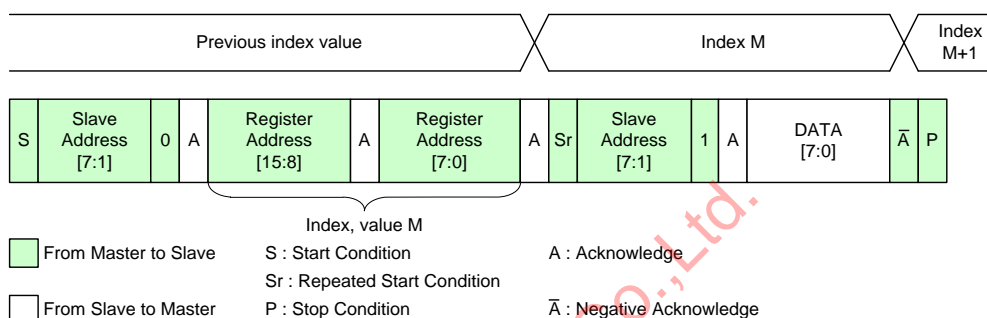 Previous index value
Index M
Index
M+1
S
Slave
Address
[7:1]
0
A
Register
Address
[15:8]
A
Register
Address
[7:0]
A
Sr
Slave
Address
[7:1]
1
A
DATA
[7:0]
A̅
P
Index, value M
From Master to Slave
S : Start Condition
A : Acknowledge
Sr : Repeated Start Condition
From Slave to Master
P : Stop Condition
A̅ : Negative Acknowledge
Co.,Ltd.